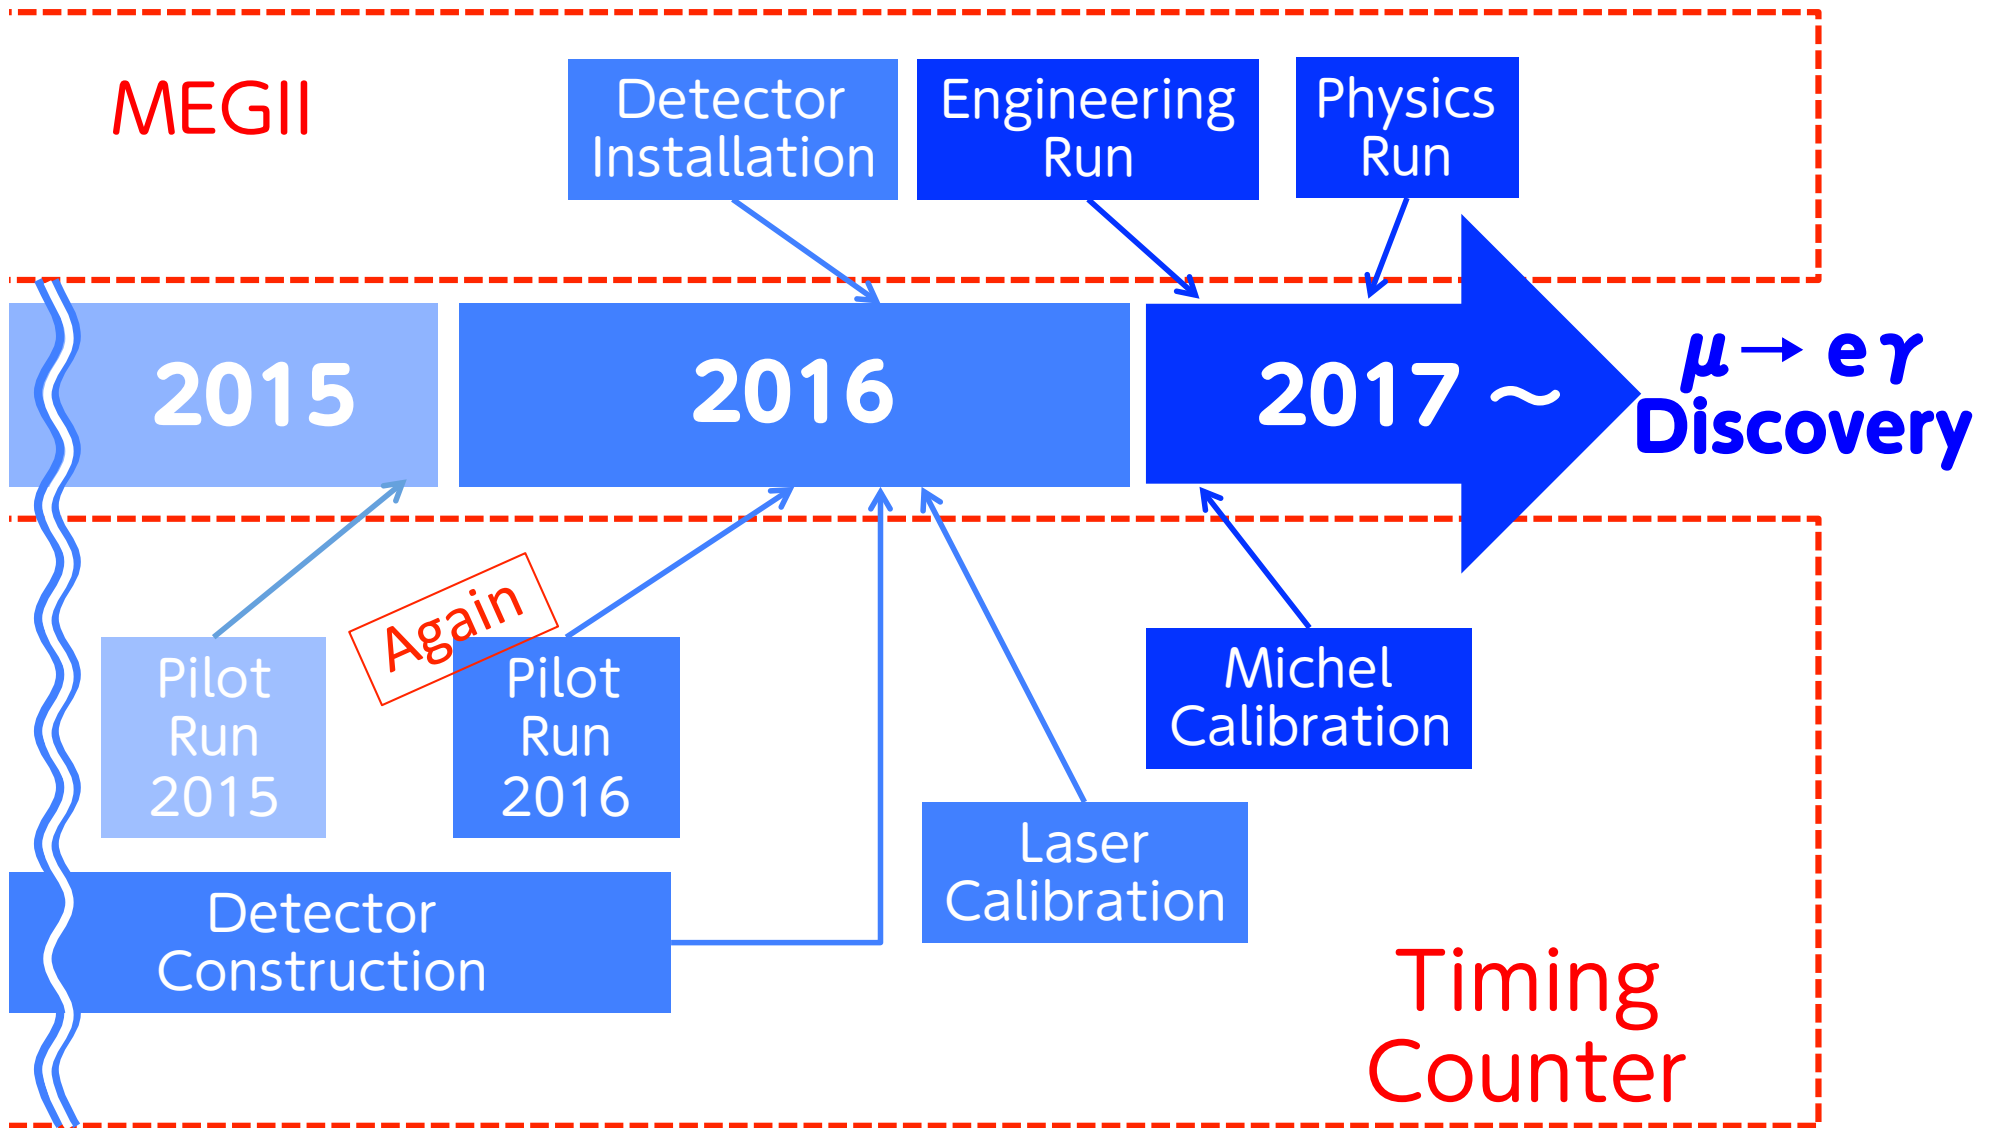 MEGII
Detector
Installation
Engineering
Run
Physics
Run
2015
2016
2017 ～
μ→ eγ
Discovery
Again
Pilot
Run
2015
Pilot
Run
2016
Michel
Calibration
Laser
Calibration
Detector
Construction
Timing
Counter